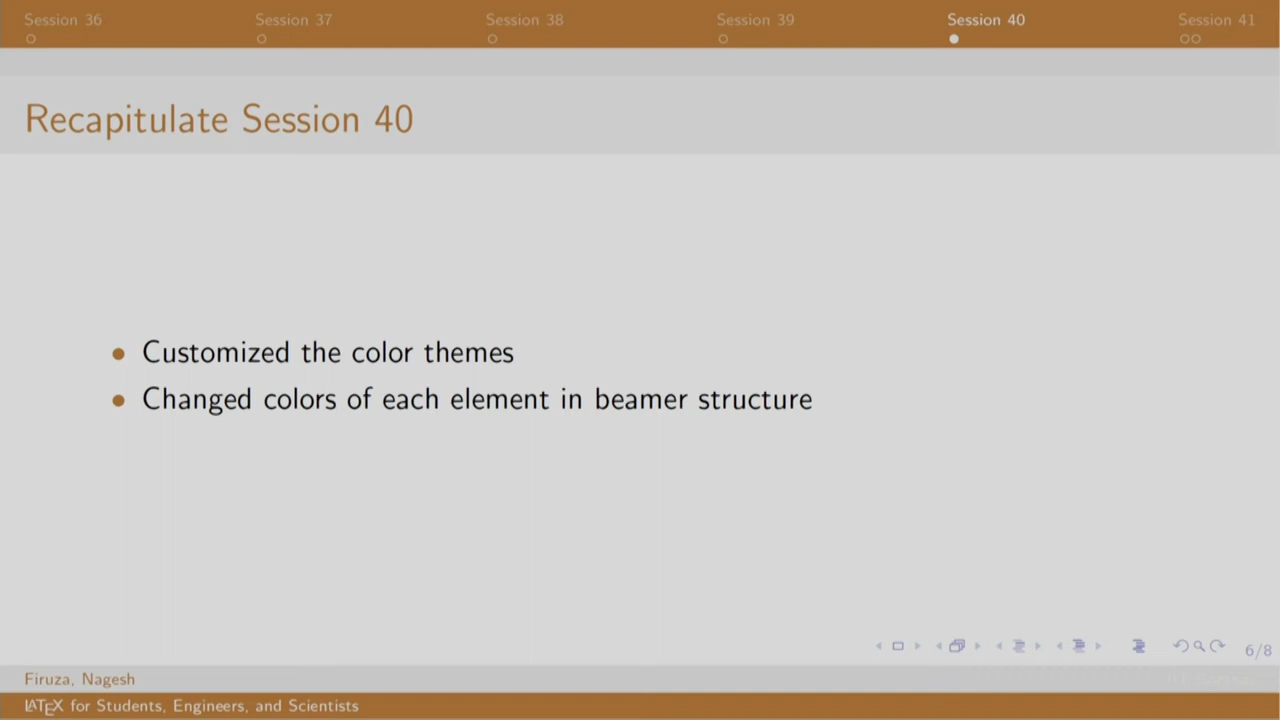 Session 36 Session 37 Session 38 Session 39 Session 40 Session 41
Recapitulate Session 40
• Customized the color themes
• Changed colors of each element in beamer structure
6/8
Firuza, Nagesh
LATEX for Students, Engineers, and Scientists